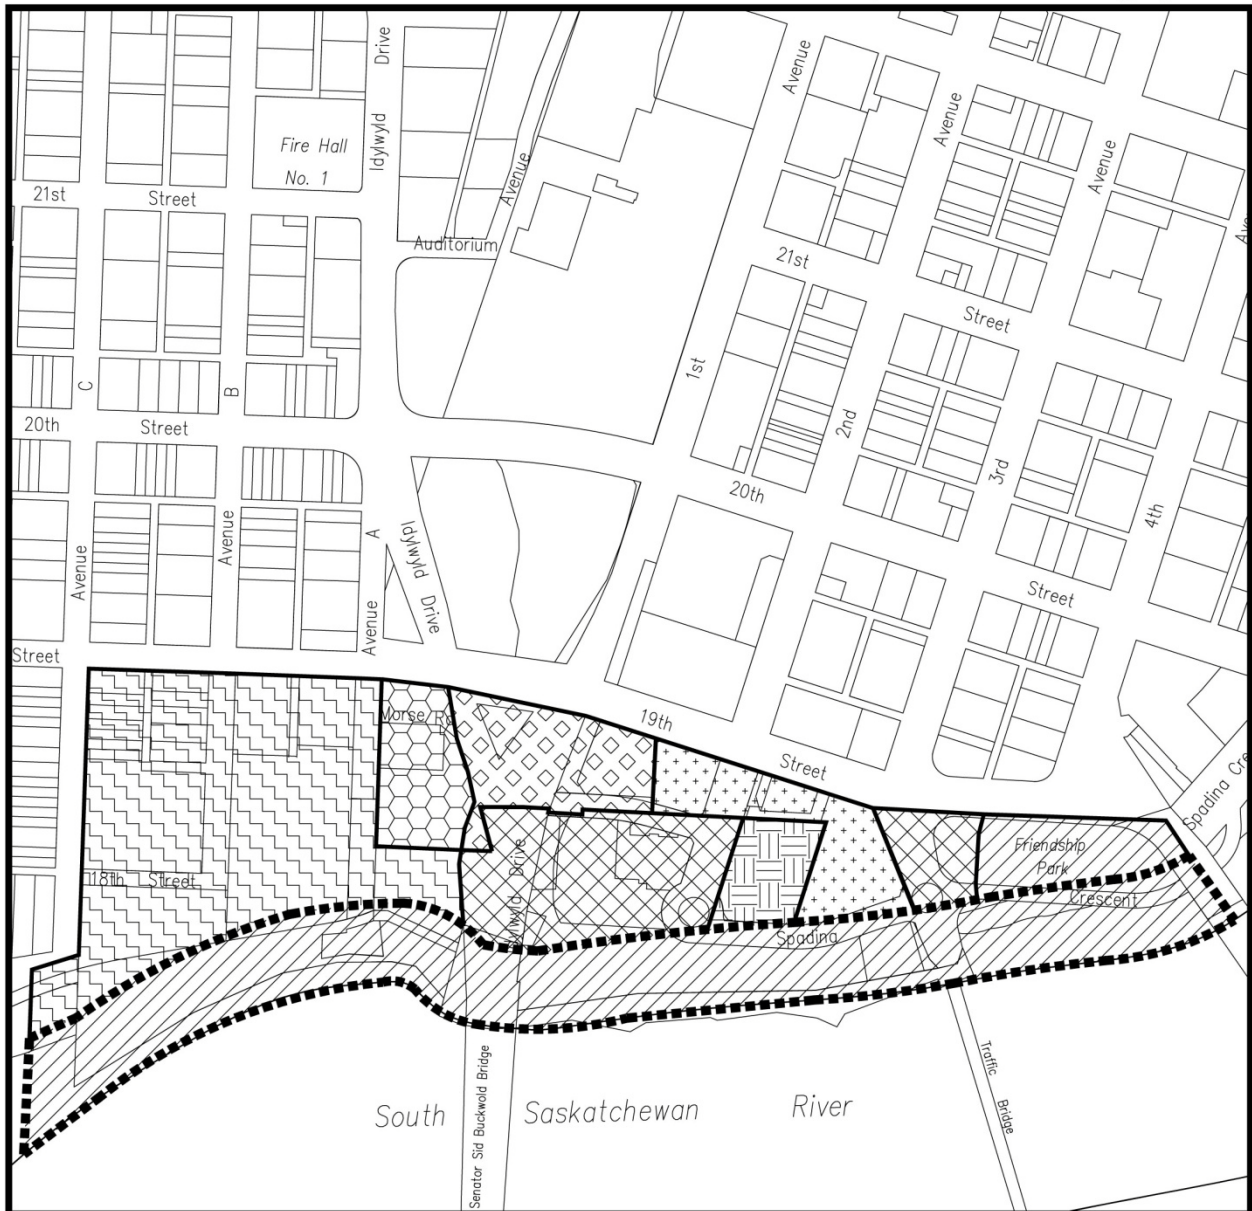 Drive
Idylwyld
Avenue
Avenue
Avenue
Fire Hall
No. 1
Avenue
21st
Street
Auditorium
21st
Street
1st
C
B
2nd
3rd
4th
20th
Street
20th
Street
Avenue
Avenue
Avenue
A
Idylwyld
Drive
Street
19th
Street
Morse
Spadina
Friendship
Park
18th Street
Drive
Crescent
Spadina
Senator Sid Buckwold Bridge
Traffic
Bridge
South
Saskatchewan
River